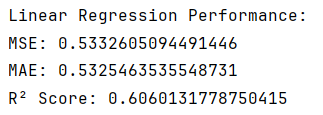 Linear Regression Performance:
MSE: 0.5332605094491446
MAE: 0.5325463535548731
R² Score: 0.6060131778750415